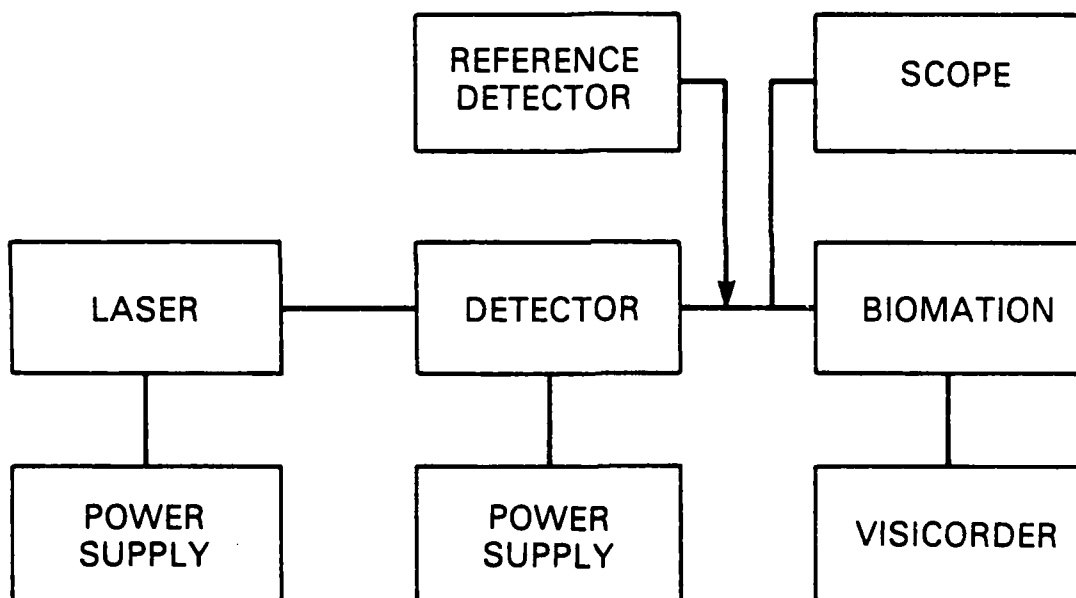 REFERENCE
DETECTOR
SCOPE
LASER
DETECTOR
BIOMATION
POWER
SUPPLY
POWER
SUPPLY
VISICORDER